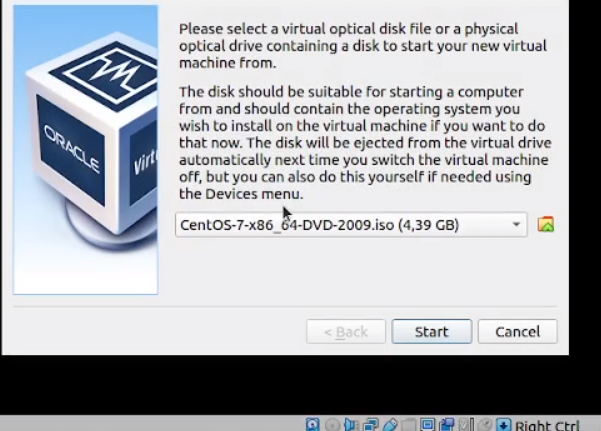 Please select a virtual optical disk file or a physical
optical drive containing a disk to start your new virtual
machine from.
The disk should be suitable for starting a computer
from and should contain the operating system you
wish to install on the virtual machine if you want to do
that now. The disk will be ejected from the virtual drive
automatically next time you switch the virtual machine
off, but you can also do this yourself if needed using
the Devices menu.
ORACLE
Virt
CentOS-7-x86_64-DVD-2009.iso (4,39 GB)
< Back
Start
Cancel
Right Ctrl